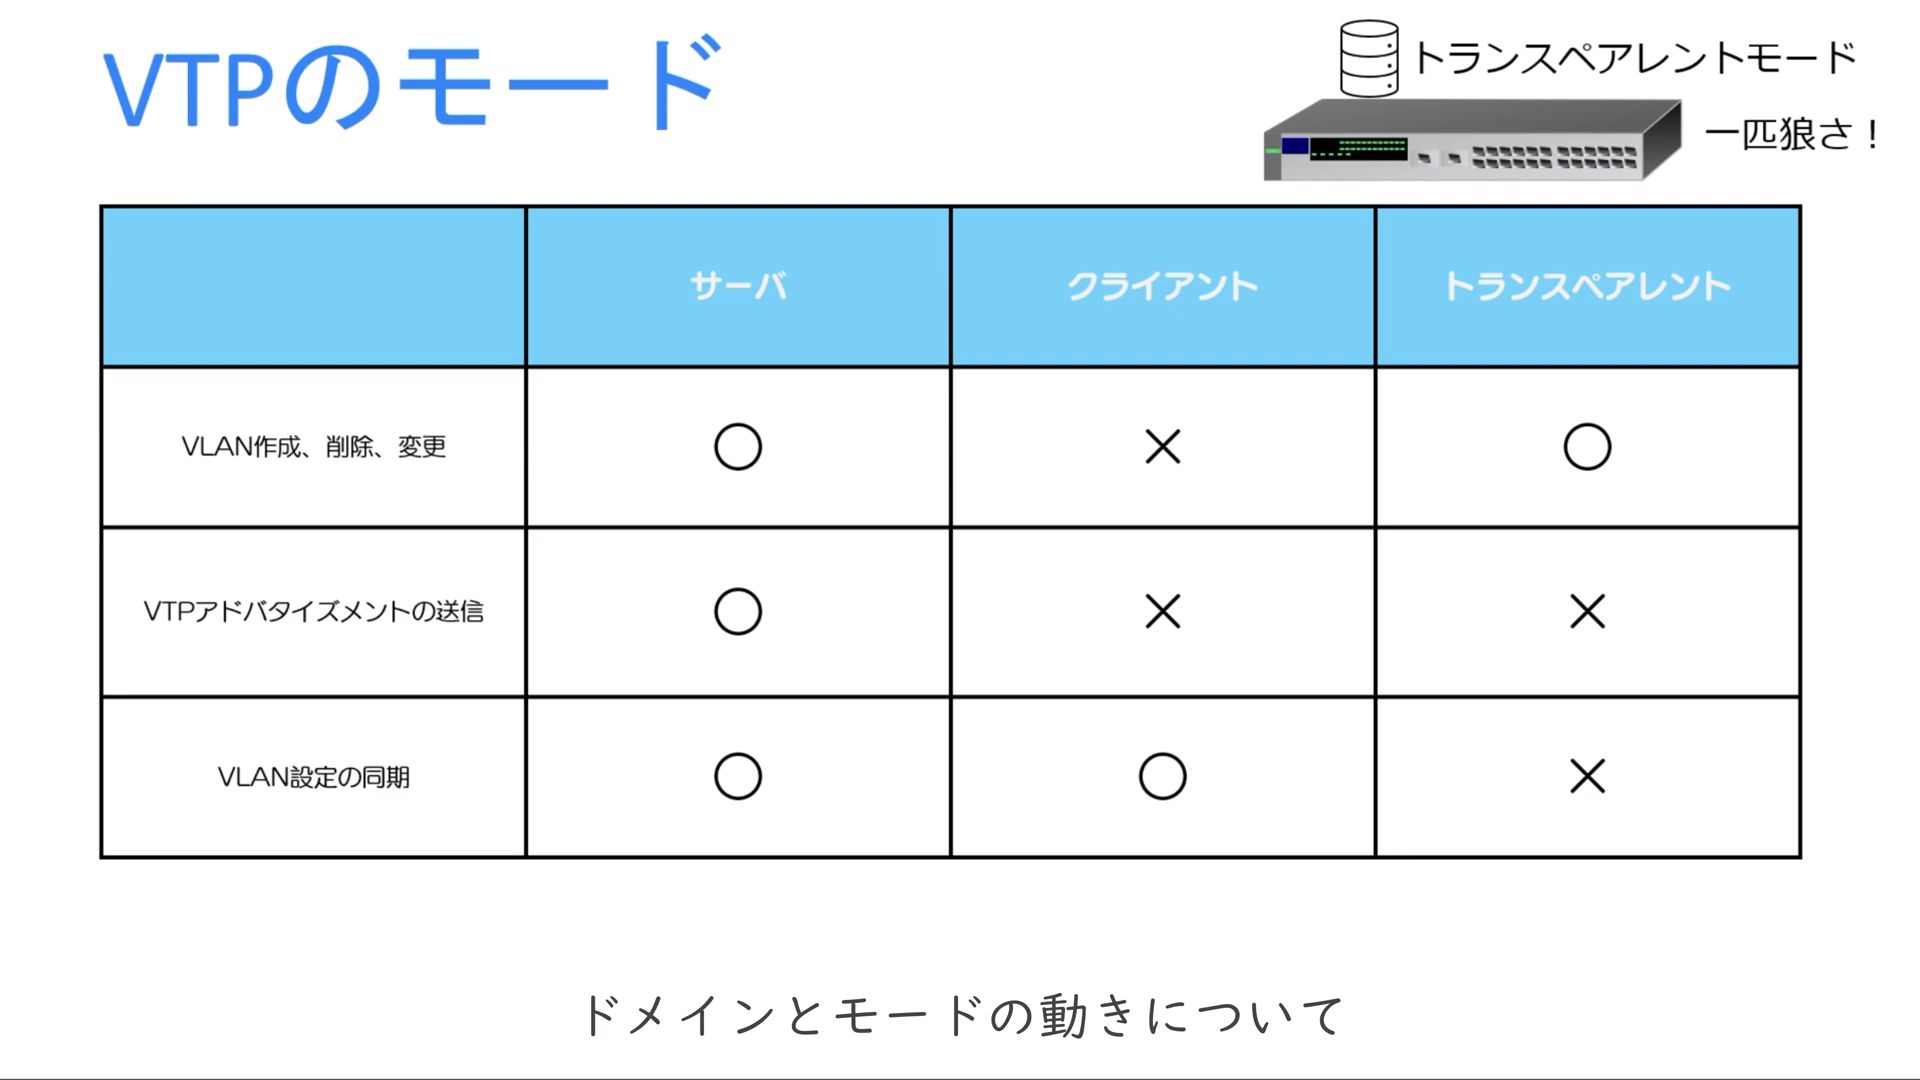 VTPのモード
トランスペアレントモード
一匹狼さ！
サーバ
クライアント
トランスペアレント
VLAN作成、削除、変更
○
×
○
VTPアドバタイズメントの送信
○
×
×
VLAN設定の同期
○
○
×
ドメインとモードの動きについて